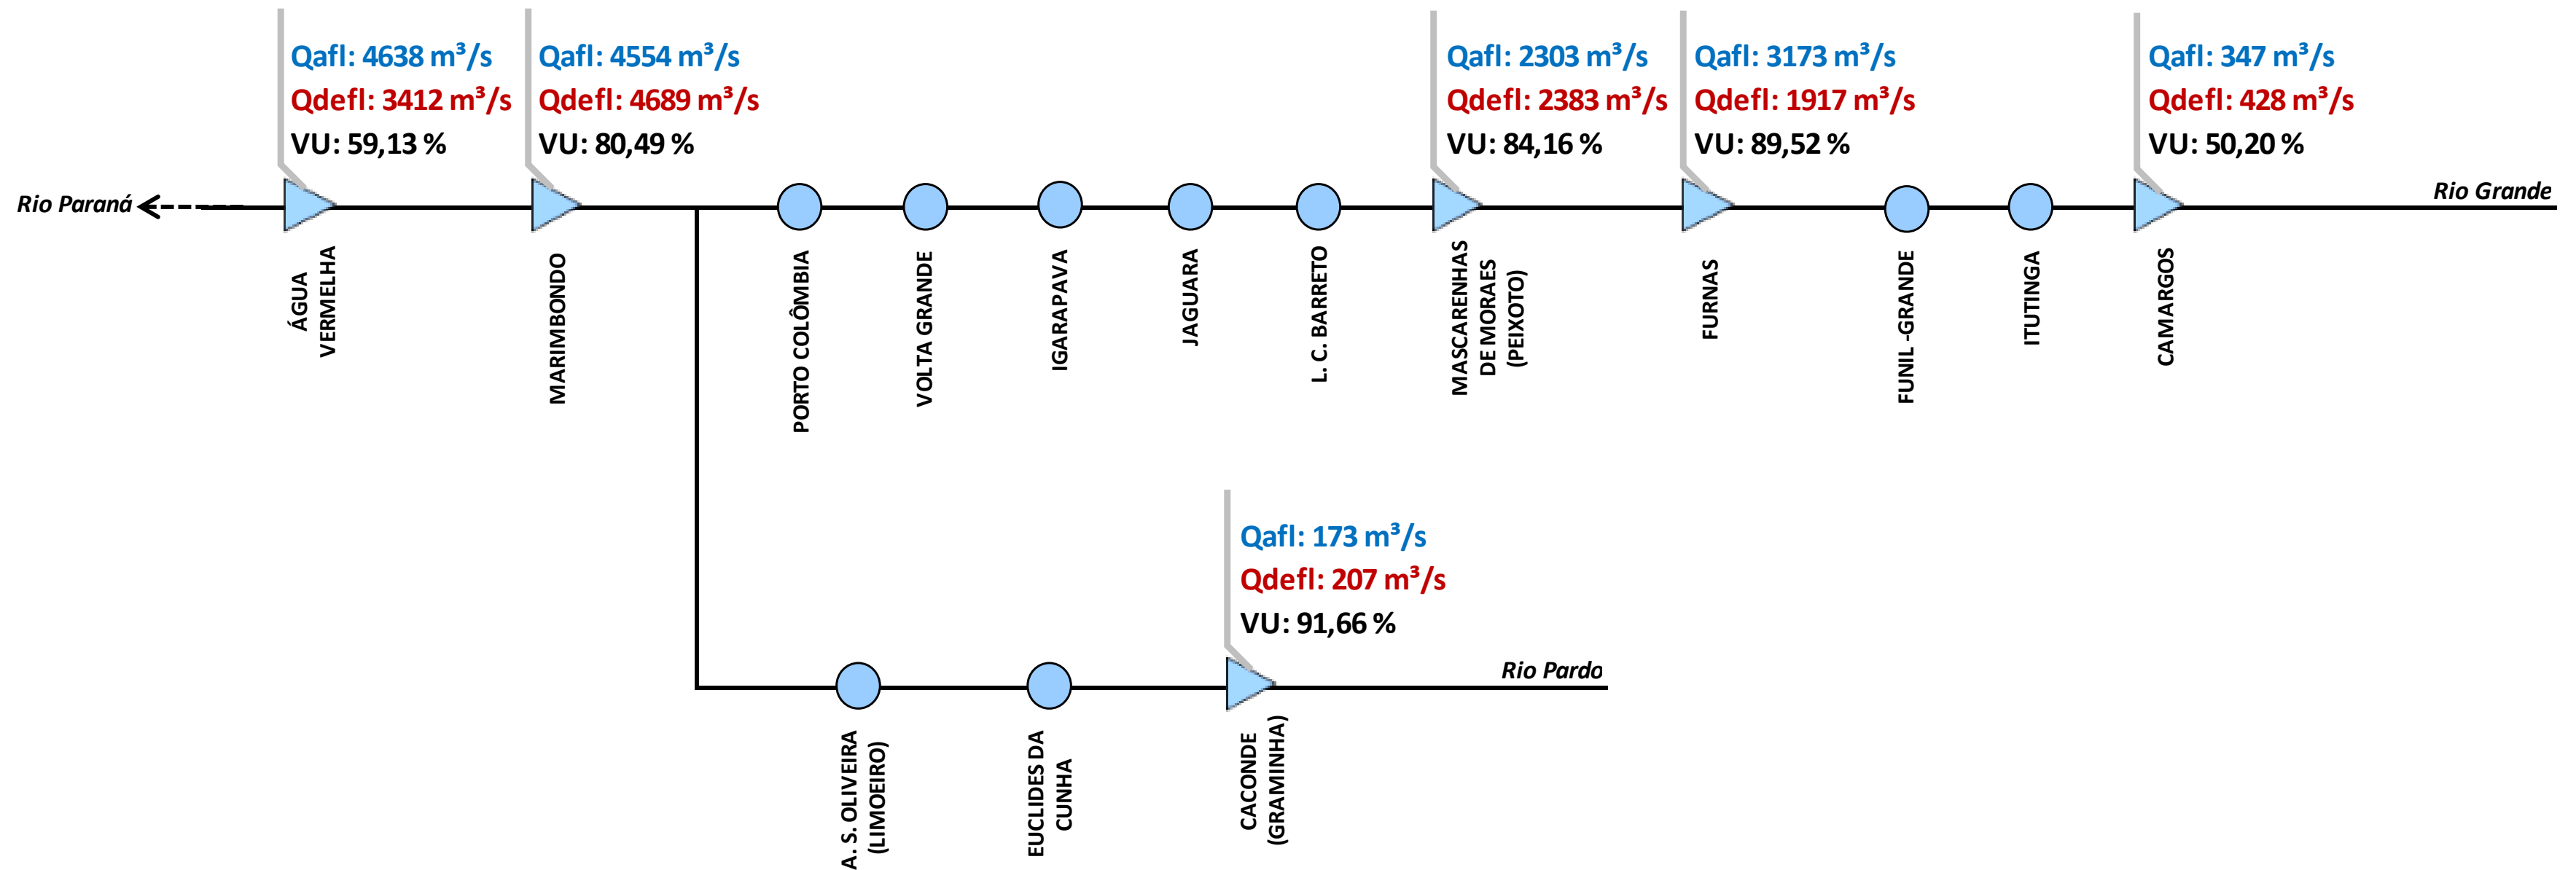 Qafl: 4638 m³/s
Qdefl: 3412 m³/s
VU: 59,13 %
Qafl: 4554 m³/s
Qdefl: 4689 m³/s
VU: 80,49 %
Qafl: 2303 m³/s
Qdefl: 2383 m³/s
VU: 84,16 %
Qafl: 3173 m³/s
Qdefl: 1917 m³/s
VU: 89,52 %
Qafl: 347 m³/s
Qdefl: 428 m³/s
VU: 50,20 %
Rio Paraná
Rio Grande
ÁGUA
VERMELHA
MARIMBONDO
PORTO COLÔMBIA
VOLTA GRANDE
IGARAPAVA
JAGUARA
L. C. BARRETO
MASCARENHAS
DE MORAES
(PEIXOTO)
FURNAS
FUNIL -GRANDE
ITUTINGA
CAMARGOS
Qafl: 173 m³/s
Qdefl: 207 m³/s
VU: 91,66 %
Rio Pardo
A. S. OLIVEIRA
(LIMOEIRO)
EUCLIDES DA
CUNHA
CACONDE
(GRAMINHA)